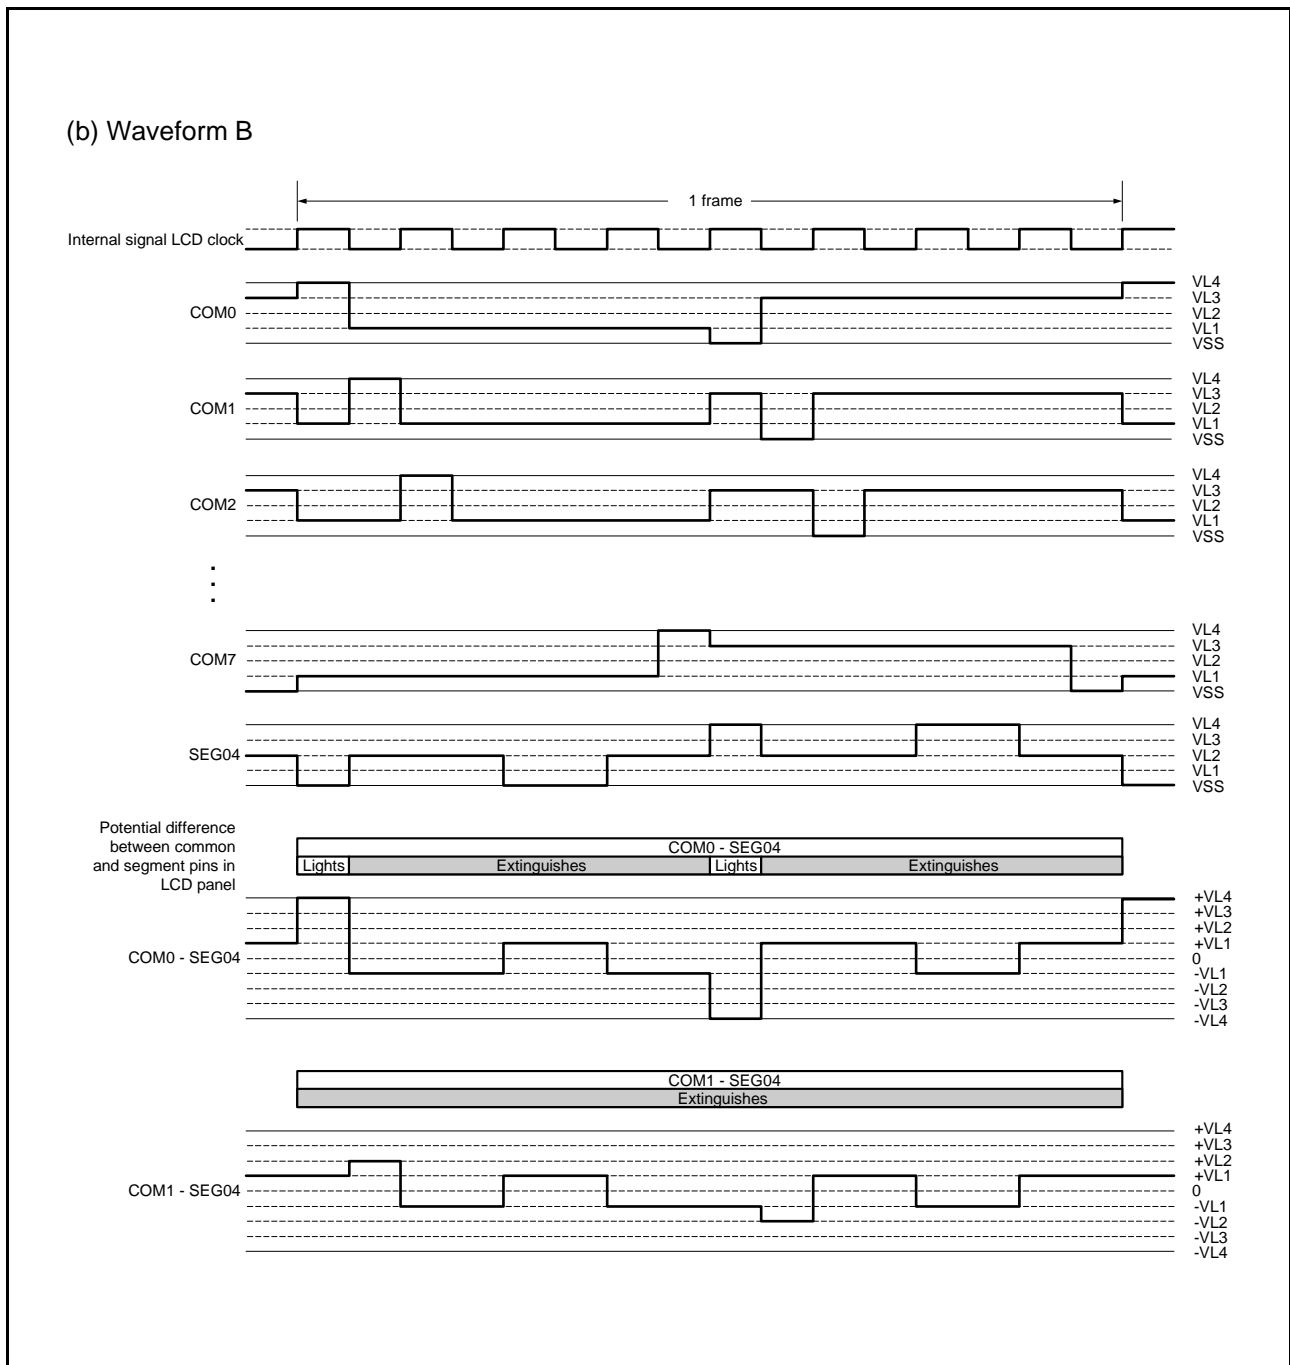 (b) Waveform B
1 frame
Internal signal LCD clock
COM0
VL4
VL3
VL2
VL1
VSS
COM1
VL4
VL3
VL2
VL1
VSS
COM2
VL4
VL3
VL2
VL1
VSS
COM7
VL4
VL3
VL2
VL1
VSS
SEG04
VL4
VL3
VL2
VL1
VSS
Potential difference
between common
and segment pins in
LCD panel
COM0 - SEG04
Lights Extinguishes Lights Extinguishes
COM0 - SEG04
+VL4
+VL3
+VL2
+VL1
0
-VL1
-VL2
-VL3
-VL4
COM1 - SEG04
Extinguishes
COM1 - SEG04
+VL4
+VL3
+VL2
+VL1
0
-VL1
-VL2
-VL3
-VL4